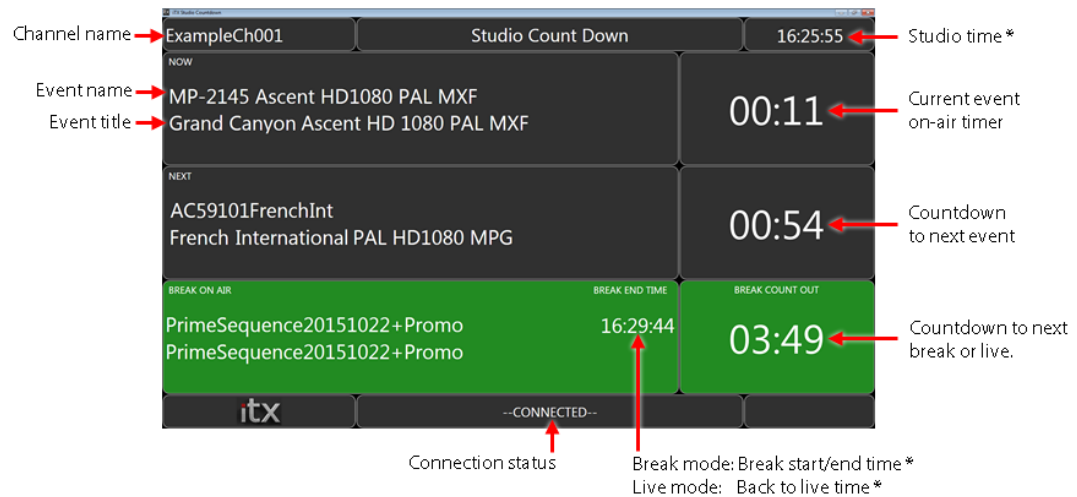 iTX Studio Countdown
Channel name
ExampleCh001
Studio Count Down
16:25:55
Studio time*
NOW
Event name
MP-2145 Ascent HD1080 PAL MXF
Event title
Grand Canyon Ascent HD 1080 PAL MXF
00:11
Current event
on-air timer
NEXT
AC59101FrenchInt
French International PAL HD1080 MPG
00:54
Countdown
to next event
BREAK ON AIR
BREAK END TIME
BREAK COUNT OUT
PrimeSequence20151022+Promo
16:29:44
PrimeSequence20151022+Promo
03:49
Countdown to next
break or live.
itx
--CONNECTED--
Connection status
Break mode: Break start/end time*
Live mode: Back to live time*